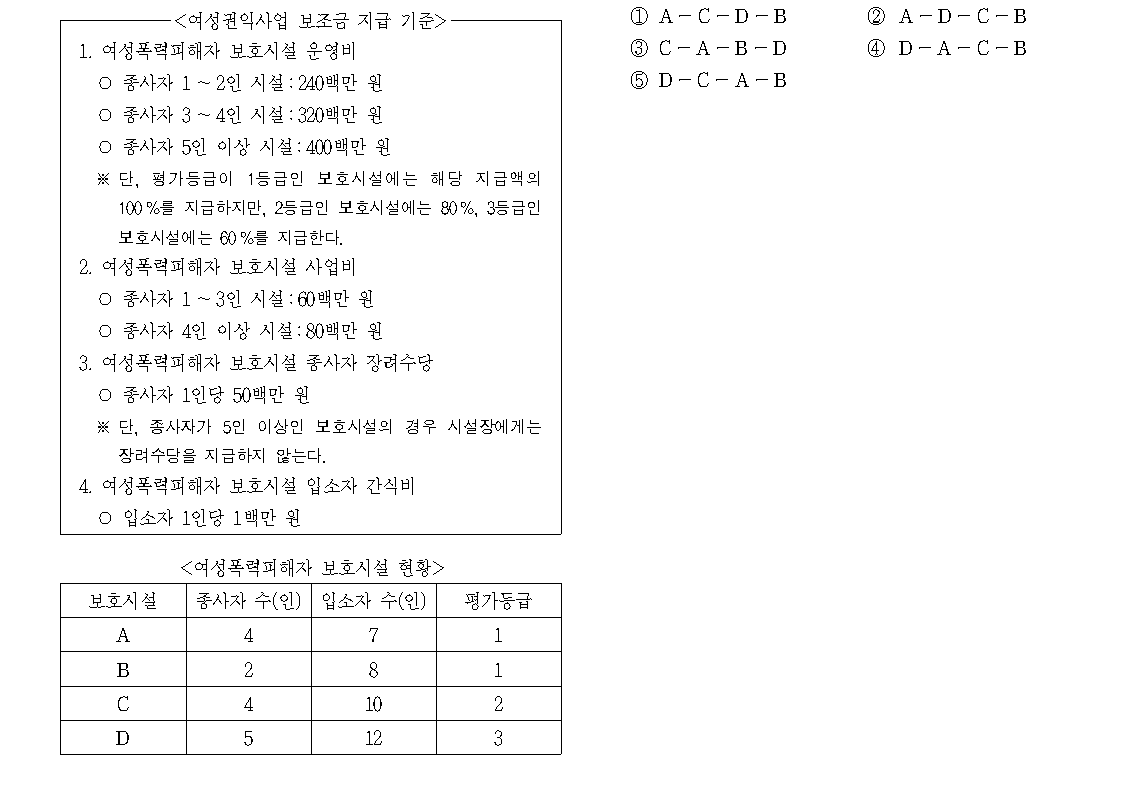 <여성권익사업 보조금 지급 기준>
1. 여성폭력피해자 보호시설 운영비
○ 종사자 1 ~ 2인 시설 : 240백만 원
○ 종사자 3 ~ 4인 시설 : 320백만 원
○ 종사자 5인 이상 시설 : 400백만 원
※ 단, 평가등급이 1등급인 보호시설에는 해당 지급액의
100 %를 지급하지만, 2등급인 보호시설에는 80 %, 3등급인
보호시설에는 60 %를 지급한다.
2. 여성폭력피해자 보호시설 사업비
○ 종사자 1 ~ 3인 시설 : 60백만 원
○ 종사자 4인 이상 시설 : 80백만 원
3. 여성폭력피해자 보호시설 종사자 장려수당
○ 종사자 1인당 50백만 원
※ 단, 종사자가 5인 이상인 보호시설의 경우 시설장에게는
장려수당을 지급하지 않는다.
4. 여성폭력피해자 보호시설 입소자 간식비
○ 입소자 1인당 1백만 원
<여성폭력피해자 보호시설 현황>
보호시설 종사자 수(인) 입소자 수(인) 평가등급
A 4 7 1
B 2 8 1
C 4 10 2
D 5 12 3
① A － C － D － B ② A － D － C － B
③ C － A － B － D ④ D － A － C － B
⑤ D － C － A － B